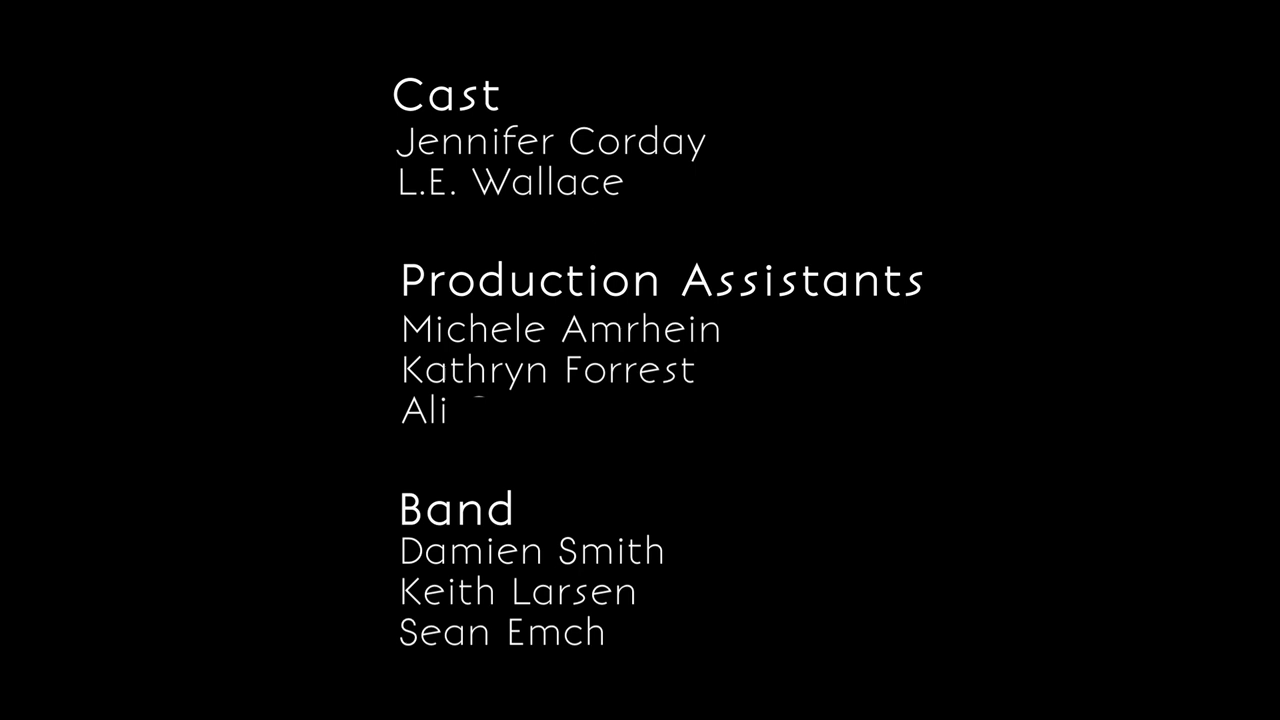 Cast
Jennifer Corday
L.E. Wallace
Production Assistants
Michele Amrhein
Kathryn Forrest
Ali
Band
Damien Smith
Keith Larsen
Sean Emch